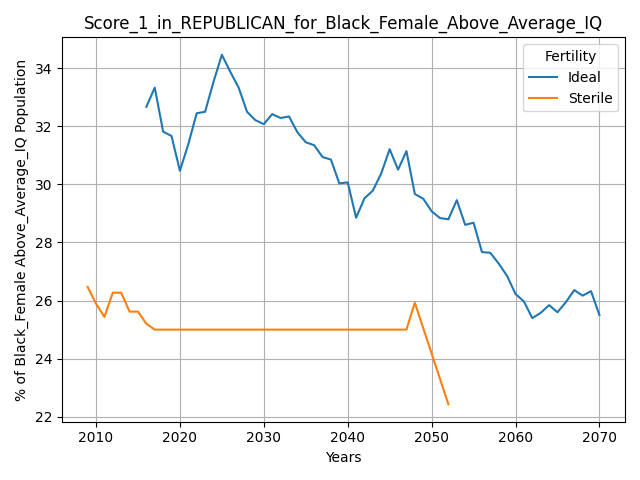 Score_1_in_REPUBLICAN_for_Black_Female_Above_Average_IQ
% of Black_Female Above_Average_IQ Population
34
32
30
28
26
24
22
Fertility
Ideal
Sterile
2010 2020 2030 2040 2050 2060 2070
Years